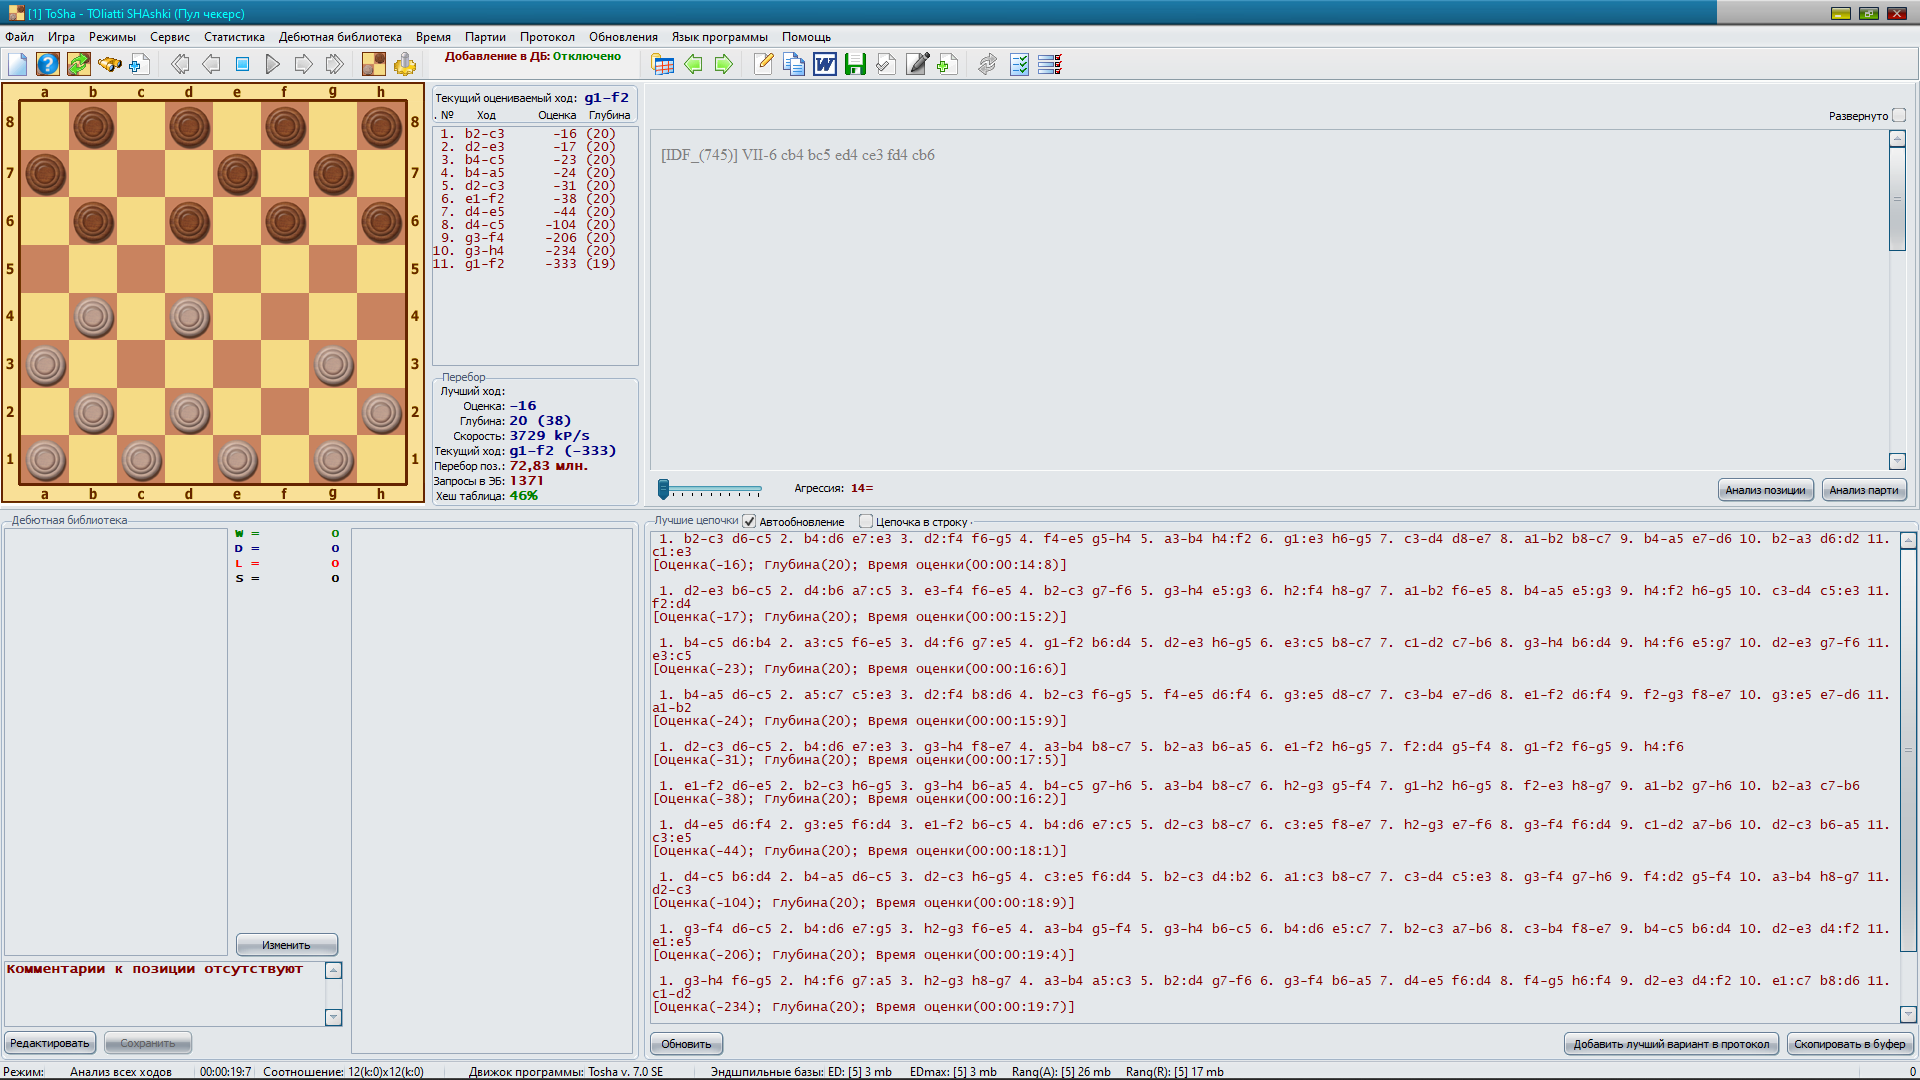 [1] ToSha - TOliatti SHAshki (Пул чекерс)
Файл Игра Режимы Сервис Статистика Дебютная библиотека Время Партии Протокол Обновления Язык программы Помощь
Добавление в ДБ: Отключено
a b c d e f g h
8 8
7 7
6 6
5 5
4 4
3 3
2 2
1 1
a b c d e f g h
Текущий оцениваемый ход: g1-f2
. № Ход Оценка Глубина
1. b2-c3 -16 (20)
2. d2-e3 -17 (20)
3. b4-c5 -23 (20)
4. b4-a5 -24 (20)
5. d2-c3 -31 (20)
6. e1-f2 -38 (20)
7. d4-e5 -44 (20)
8. d4-c5 -104 (20)
9. g3-f4 -206 (20)
10. g3-h4 -234 (20)
11. g1-f2 -333 (19)
Перебор
Лучший ход:
Оценка: -16
Глубина: 20 (38)
Скорость: 3729 kP/s
Текущий ход: g1-f2 (-333)
Перебор поз.: 72,83 млн.
Запросы в ЭБ: 1371
Хеш таблица: 46%
Развернуто
[IDF_(745)] VII-6 cb4 bc5 ed4 ce3 fd4 cb6
Агрессия: 14=
Анализ позиции Анализ парти
Дебютная библиотека
W = 0
D = 0
L = 0
S = 0
Изменить
Комментарии к позиции отсутствуют
Редактировать Сохранить
Лучшие цепочки Автообновление Цепочка в строку
1. b2-c3 d6-c5 2. b4:d6 e7:e3 3. d2:f4 f6-g5 4. f4-e5 g5-h4 5. a3-b4 h4:f2 6. g1:e3 h6-g5 7. c3-d4 d8-e7 8. a1-b2 b8-c7 9. b4-a5 e7-d6 10. b2-a3 d6:d2 11.
c1:e3
[Оценка(-16); Глубина(20); Время оценки(00:00:14:8)]
1. d2-e3 b6-c5 2. d4:b6 a7:c5 3. e3-f4 f6-e5 4. b2-c3 g7-f6 5. g3-h4 e5:g3 6. h2:f4 h8-g7 7. a1-b2 f6-e5 8. b4-a5 e5:g3 9. h4:f2 h6-g5 10. c3-d4 c5:e3 11.
f2:d4
[Оценка(-17); Глубина(20); Время оценки(00:00:15:2)]
1. b4-c5 d6:b4 2. a3:c5 f6-e5 3. d4:f6 g7:e5 4. g1-f2 b6:d4 5. d2-e3 h6-g5 6. e3:c5 b8-c7 7. c1-d2 c7-b6 8. g3-h4 b6:d4 9. h4:f6 e5:g7 10. d2-e3 g7-f6 11.
e3:c5
[Оценка(-23); Глубина(20); Время оценки(00:00:16:6)]
1. b4-a5 d6-c5 2. a5:c7 c5:e3 3. d2:f4 b8:d6 4. b2-c3 f6-g5 5. f4-e5 d6:f4 6. g3:e5 d8-c7 7. c3-b4 e7-d6 8. e1-f2 d6:f4 9. f2-g3 f8-e7 10. g3:e5 e7-d6 11.
a1-b2
[Оценка(-24); Глубина(20); Время оценки(00:00:15:9)]
1. d2-c3 d6-c5 2. b4:d6 e7:e3 3. g3-h4 f8-e7 4. a3-b4 b8-c7 5. b2-a3 b6-a5 6. e1-f2 h6-g5 7. f2:d4 g5-f4 8. g1-f2 f6-g5 9. h4:f6
[Оценка(-31); Глубина(20); Время оценки(00:00:17:5)]
1. e1-f2 d6-e5 2. b2-c3 h6-g5 3. g3-h4 b6-a5 4. b4-c5 g7-h6 5. a3-b4 b8-c7 6. h2-g3 g5-f4 7. g1-h2 h6-g5 8. f2-e3 h8-g7 9. a1-b2 g7-h6 10. b2-a3 c7-b6
[Оценка(-38); Глубина(20); Время оценки(00:00:16:2)]
1. d4-e5 d6:f4 2. g3:e5 f6:d4 3. e1-f2 b6-c5 4. b4:d6 e7:c5 5. d2-c3 b8-c7 6. c3:e5 f8-e7 7. h2-g3 e7-f6 8. g3-f4 f6:d4 9. c1-d2 a7-b6 10. d2-c3 b6-a5 11.
c3:e5
[Оценка(-44); Глубина(20); Время оценки(00:00:18:1)]
1. d4-c5 b6:d4 2. b4-a5 d6-c5 3. d2-c3 h6-g5 4. c3:e5 f6:d4 5. b2-c3 d4:b2 6. a1:c3 b8-c7 7. c3-d4 c5:e3 8. g3-f4 g7-h6 9. f4:d2 g5-f4 10. a3-b4 h8-g7 11.
d2-c3
[Оценка(-104); Глубина(20); Время оценки(00:00:18:9)]
1. g3-f4 d6-c5 2. b4:d6 e7:g5 3. h2-g3 f6-e5 4. a3-b4 g5-f4 5. g3-h4 b6-c5 6. b4:d6 e5:c7 7. b2-c3 a7-b6 8. c3-b4 f8-e7 9. b4-c5 b6:d4 10. d2-e3 d4:f2 11.
e1:e5
[Оценка(-206); Глубина(20); Время оценки(00:00:19:4)]
1. g3-h4 f6-g5 2. h4:f6 g7:a5 3. h2-g3 h8-g7 4. a3-b4 a5:c3 5. b2:d4 g7-f6 6. g3-f4 b6-a5 7. d4-e5 f6:d4 8. f4-g5 h6:f4 9. d2-e3 d4:f2 10. e1:c7 b8:d6 11.
c1-d2
[Оценка(-234); Глубина(20); Время оценки(00:00:19:7)]
Обновить Добавить лучший вариант в протокол Скопировать в буфер
Режим: Анализ всех ходов 00:00:19:7 Соотношение: 12(k:0)x12(k:0) Движок программы: Tosha v. 7.0 SE Эндшпильные базы: ED: [5] 3 mb EDmax: [5] 3 mb Rang(A): [5] 26 mb Rang(R): [5] 17 mb 0